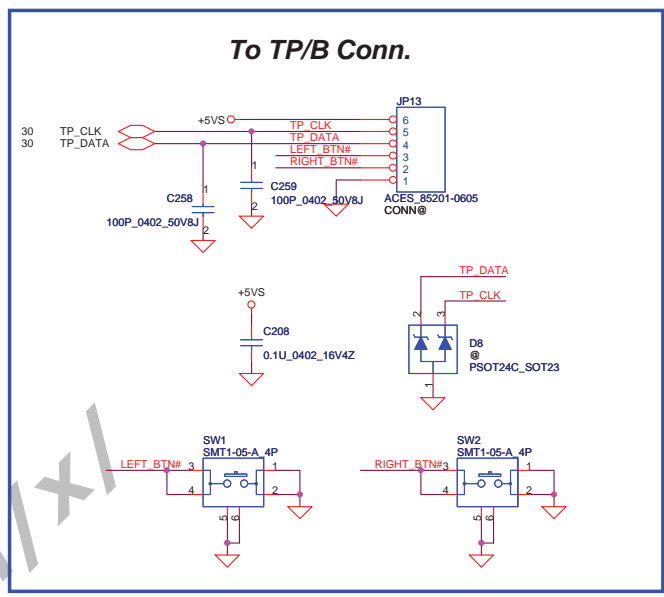 To TP/B Conn.
JP13
+5VS
6
30 TP_CLK
TP_CLK
5
30 TP_DATA
TP_DATA
4
LEFT_BTN#
3
RIGHT_BTN#
2
1
1
1
C258
100P_0402_50V8J
2
C259
100P_0402_50V8J
2
ACES_85201-0605
CONN@
+5VS
C208
0.1U_0402_16V4Z
TP_DATA
TP_CLK
2
3
D8
@
PSOT24C_SOT23
1
SW1
SMT1-05-A_4P
LEFT_BTN#
3
1
4
2
5
6
SW2
SMT1-05-A_4P
RIGHT_BTN#
3
1
4
2
5
6
/x/